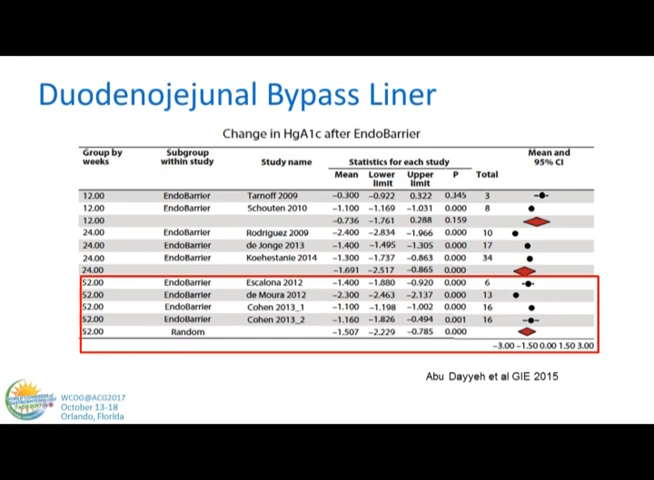 Duodenojejunal Bypass Liner
Change in HgA1c after EndoBarrier
Group by weeks Subgroup within study Study name Statistics for each study Mean and 95% CI
Mean Lower limit Upper limit P Total
12.00 EndoBarrier Tarnoff 2009 −0.300 −0.922 0.322 0.345 3
12.00 EndoBarrier Schouten 2010 −1.100 −1.169 −1.031 0.000 8
12.00 −0.736 −1.761 0.288 0.159
24.00 EndoBarrier Rodriguez 2009 −2.400 −2.834 −1.966 0.000 10
24.00 EndoBarrier de Jonge 2013 −1.400 −1.495 −1.305 0.000 17
24.00 EndoBarrier Koehestanie 2014 −1.300 −1.737 −0.863 0.000 34
24.00 −1.691 −2.517 −0.865 0.000
52.00 EndoBarrier Escalona 2012 −1.400 −1.880 −0.920 0.000 6
52.00 EndoBarrier de Moura 2012 −2.300 −2.463 −2.137 0.000 13
52.00 EndoBarrier Cohen 2013_1 −1.100 −1.198 −1.002 0.000 16
52.00 EndoBarrier Cohen 2013_2 −1.160 −1.826 −0.494 0.001 16
52.00 Random −1.507 −2.229 −0.785 0.000
−3.00 −1.50 0.00 1.50 3.00
Abu Dayyeh et al GIE 2015
WCOG@ACG2017
October 13-18
Orlando, Florida